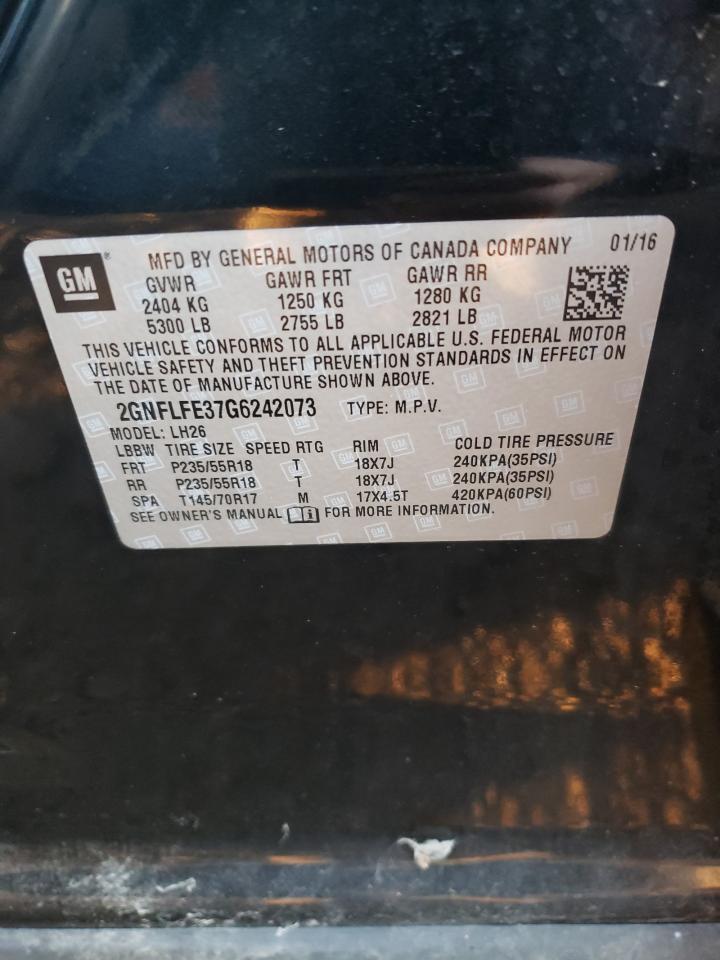 GM ® MFD BY GENERAL MOTORS OF CANADA COMPANY 01/16
GVWR GAWR FRT GAWR RR
2404 KG 1250 KG 1280 KG
5300 LB 2755 LB 2821 LB
THIS VEHICLE CONFORMS TO ALL APPLICABLE U.S. FEDERAL MOTOR
VEHICLE SAFETY AND THEFT PREVENTION STANDARDS IN EFFECT ON
THE DATE OF MANUFACTURE SHOWN ABOVE.
2GNFLFE37G6242073 TYPE: M.P.V.
MODEL: LH26
LBBW TIRE SIZE SPEED RTG RIM COLD TIRE PRESSURE
FRT P235/55R18 T 18X7J 240KPA(35PSI)
RR P235/55R18 T 18X7J 240KPA(35PSI)
SPA T145/70R17 M 17X4.5T 420KPA(60PSI)
SEE OWNER'S MANUAL i FOR MORE INFORMATION.